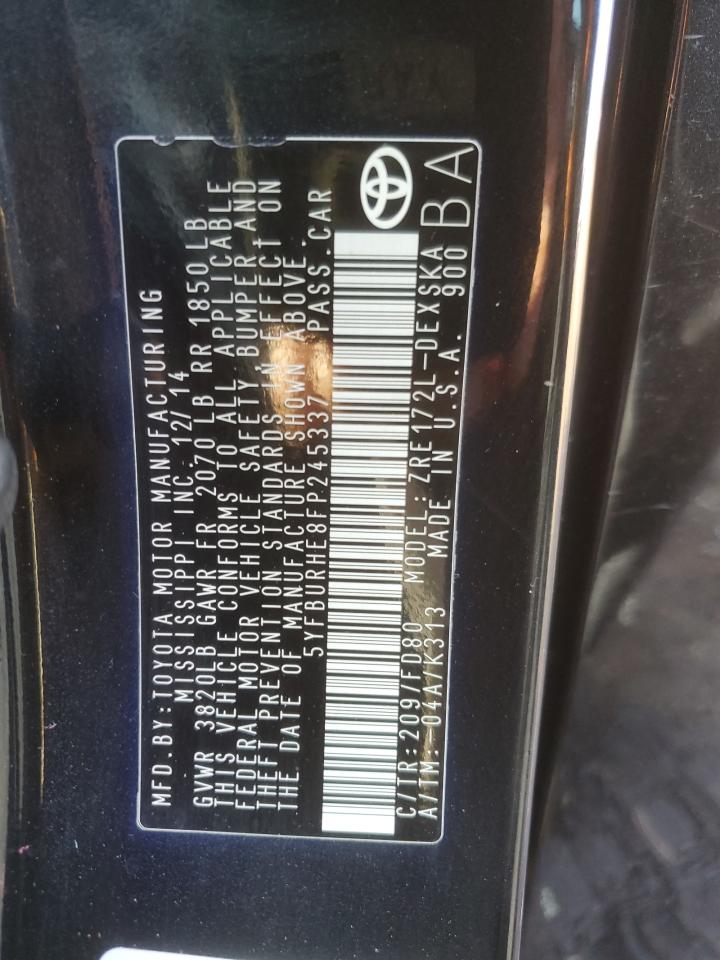 MFD.BY:TOYOTA MOTOR MANUFACTURING
MISSISSIPPI INC. 12/14
GVWR 3820LB GAWR FR 2070 LB RR 1850 LB
THIS VEHICLE CONFORMS TO ALL APPLICABLE
FEDERAL MOTOR VEHICLE SAFETY BUMPER AND
THEFT PREVENTION STANDARDS IN EFFECT ON
THE DATE OF MANUFACTURE SHOWN ABOVE.
5YFBURHE8FP245337 PASS. CAR
C/TR:209/FD80 MODEL:ZRE172L-DEXSKA
A/TM:-04A/K313 MADE IN U.S.A. 900 BA